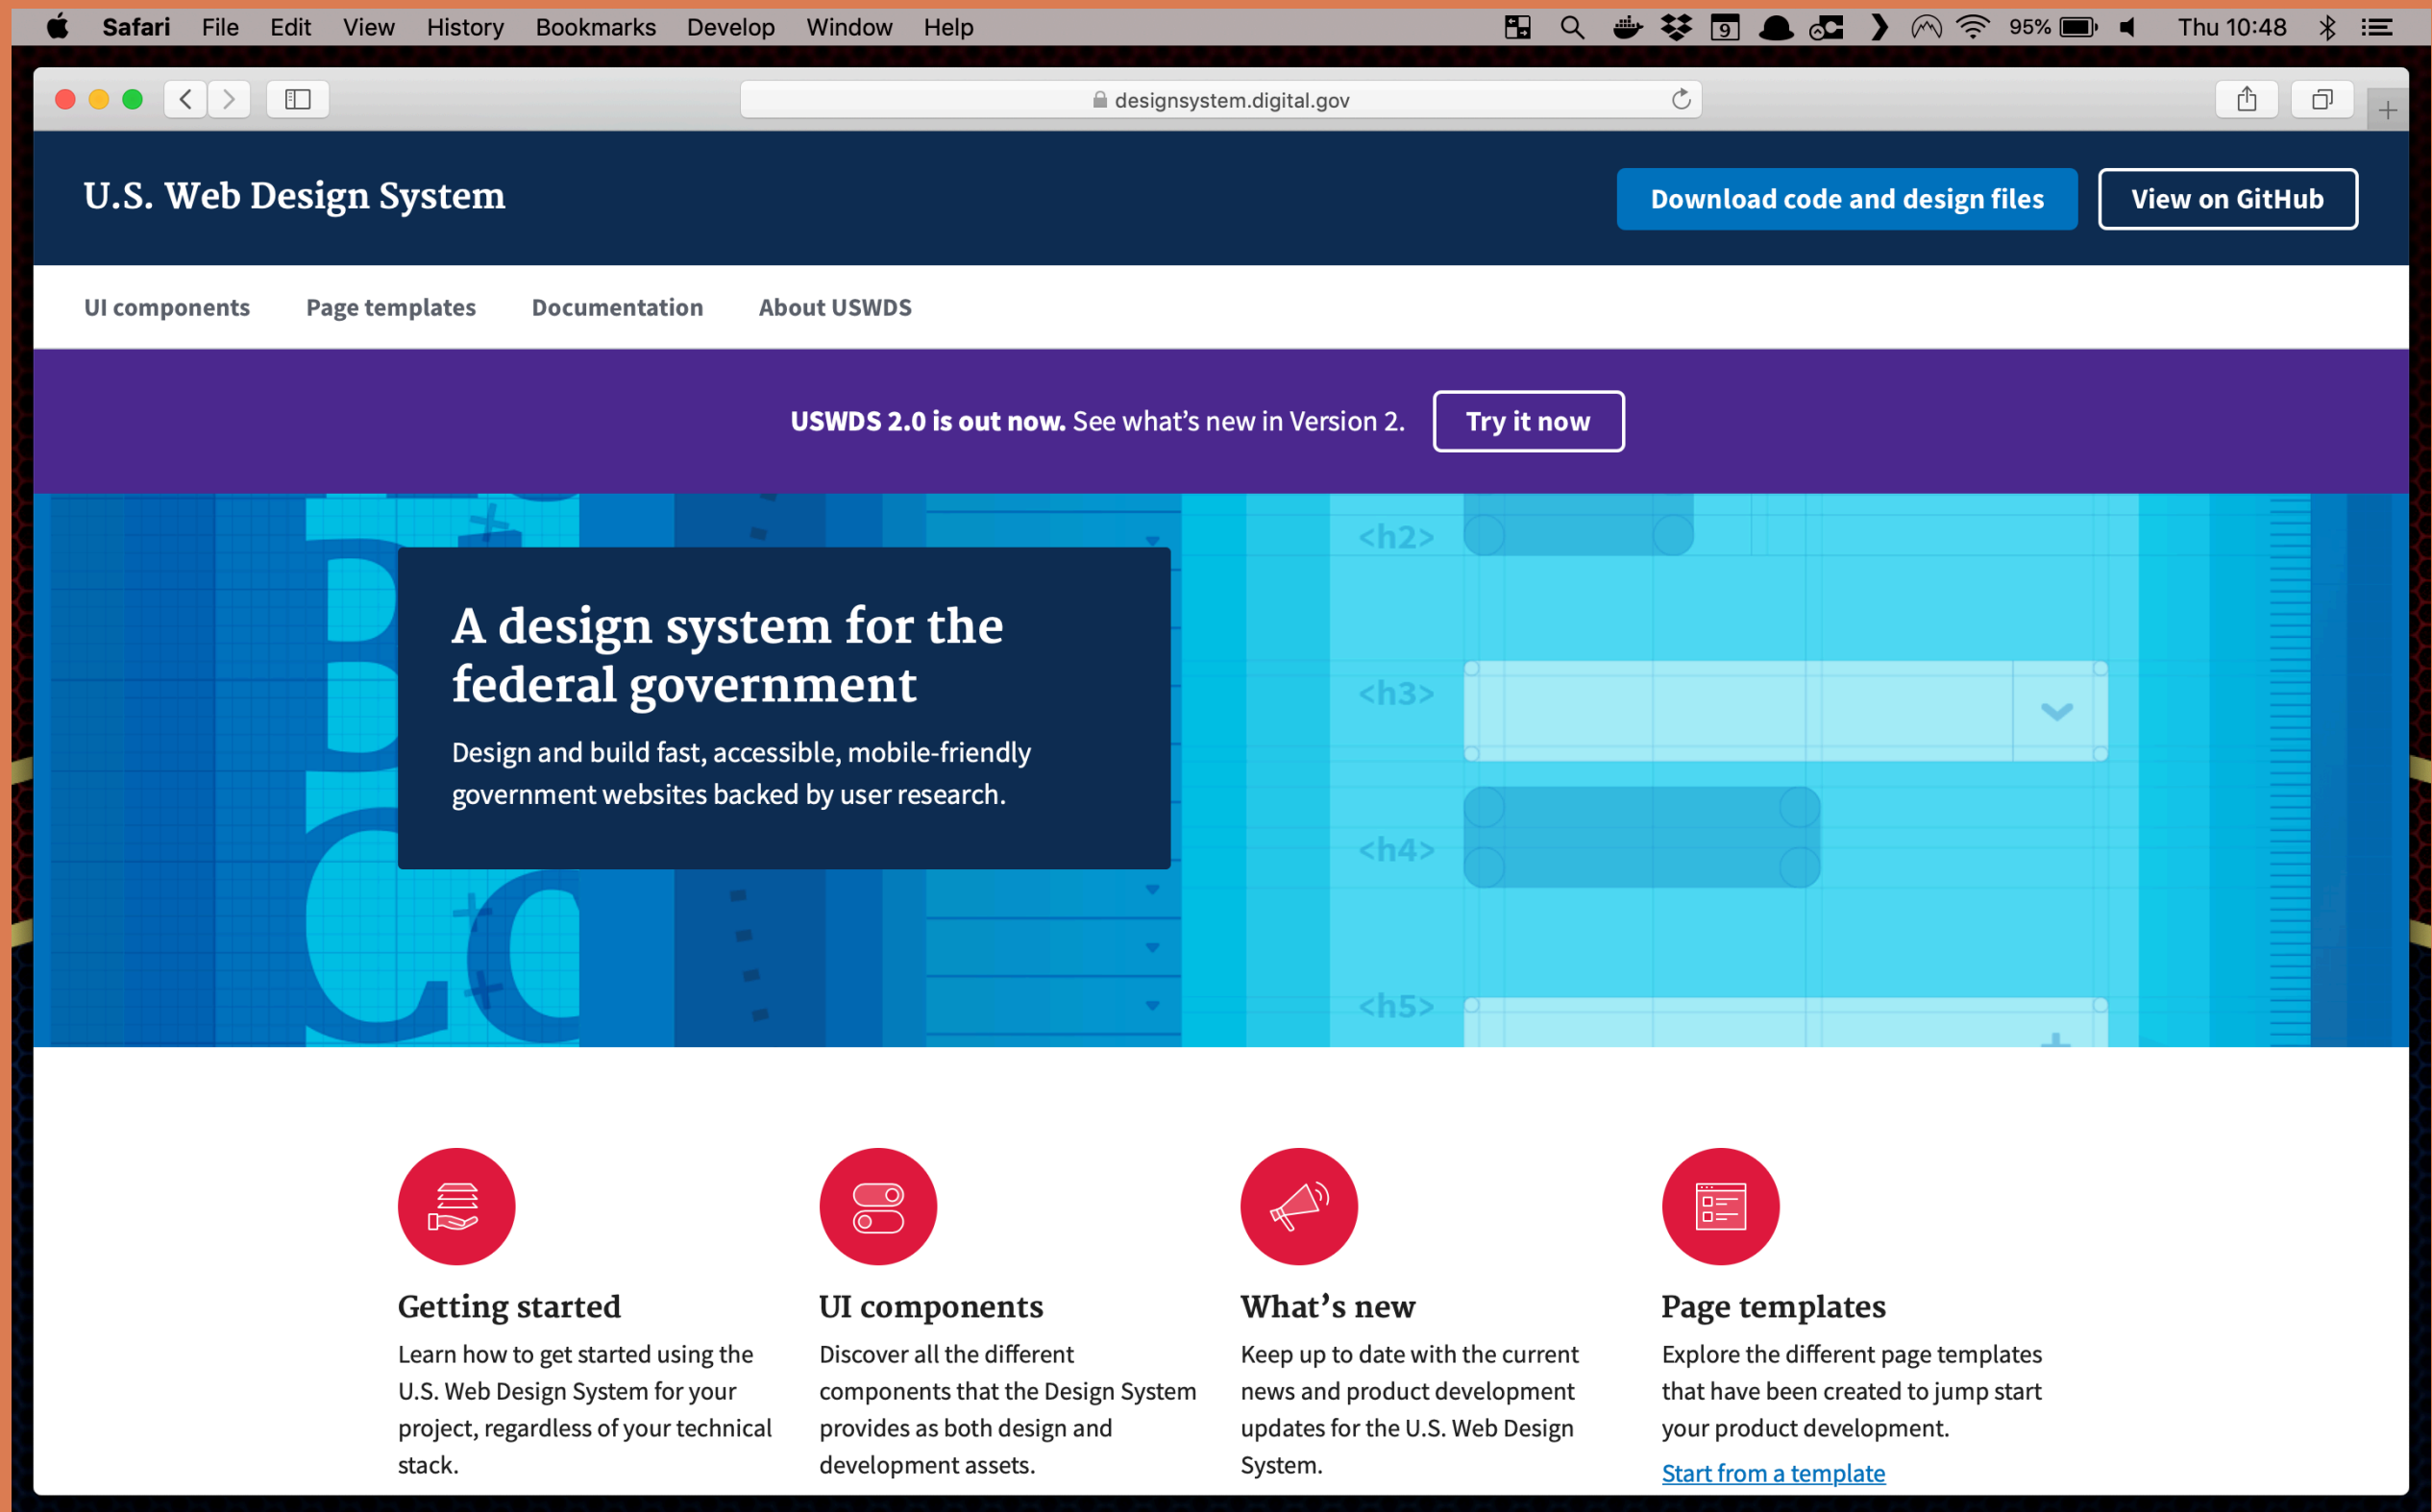 Safari File Edit View History Bookmarks Develop Window Help 9 95% Thu 10:48
designsystem.digital.gov
U.S. Web Design System
Download code and design files
View on GitHub
UI components Page templates Documentation About USWDS
USWDS 2.0 is out now. See what’s new in Version 2. Try it now
<h2>
A design system for the
federal government
Design and build fast, accessible, mobile-friendly
government websites backed by user research.
<h3>
<h4>
<h5>
Getting started
Learn how to get started using the
U.S. Web Design System for your
project, regardless of your technical
stack.
UI components
Discover all the different
components that the Design System
provides as both design and
development assets.
What’s new
Keep up to date with the current
news and product development
updates for the U.S. Web Design
System.
Page templates
Explore the different page templates
that have been created to jump start
your product development.
Start from a template